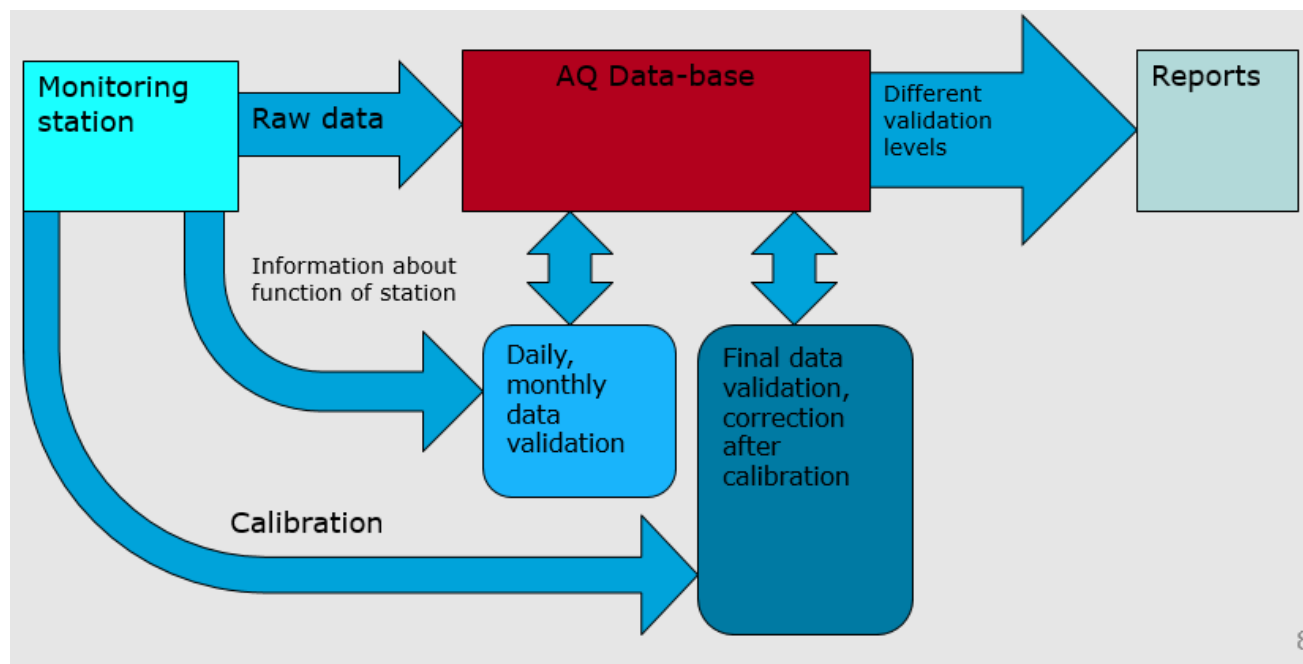 Monitoring
station
Raw data
AQ Data-base
Different
validation
levels
Reports
Information about
function of station
Daily,
monthly
data
validation
Final data
validation,
correction
after
calibration
Calibration